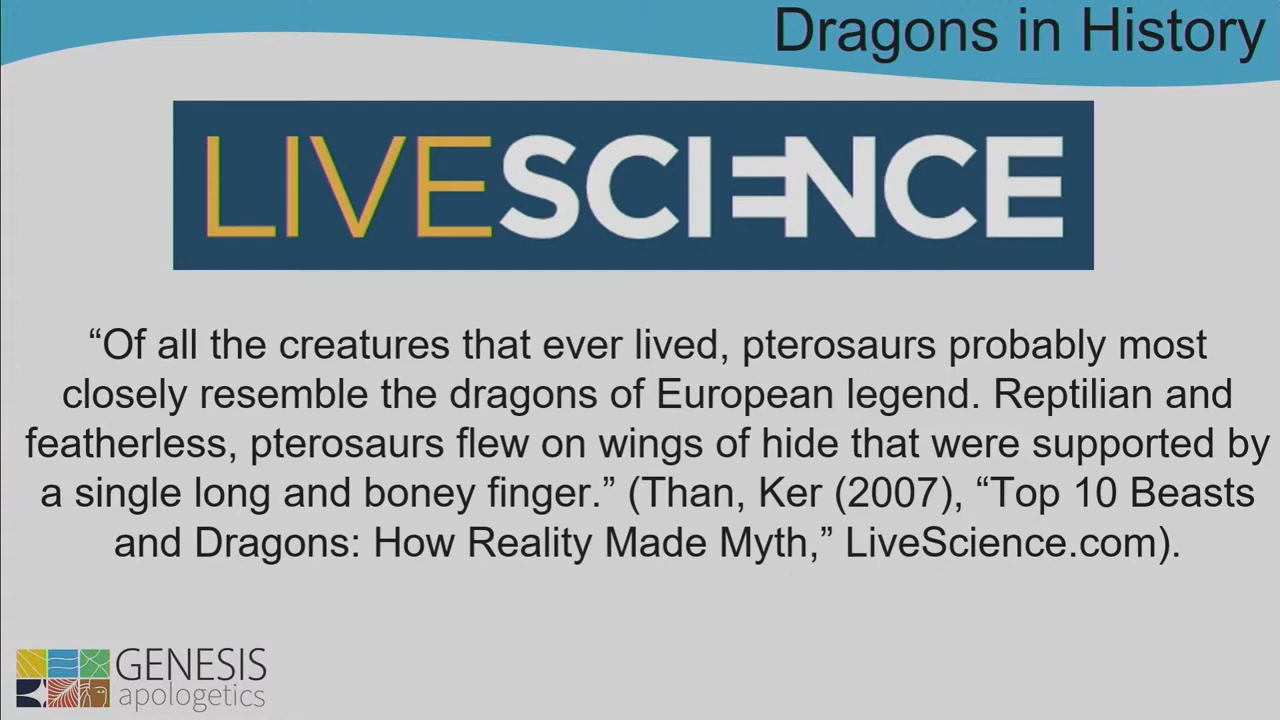 Dragons in History
LIVESCIENCE
“Of all the creatures that ever lived, pterosaurs probably most
closely resemble the dragons of European legend. Reptilian and
featherless, pterosaurs flew on wings of hide that were supported by
a single long and boney finger.” (Than, Ker (2007), “Top 10 Beasts
and Dragons: How Reality Made Myth,” LiveScience.com).
GENESIS
apologetics